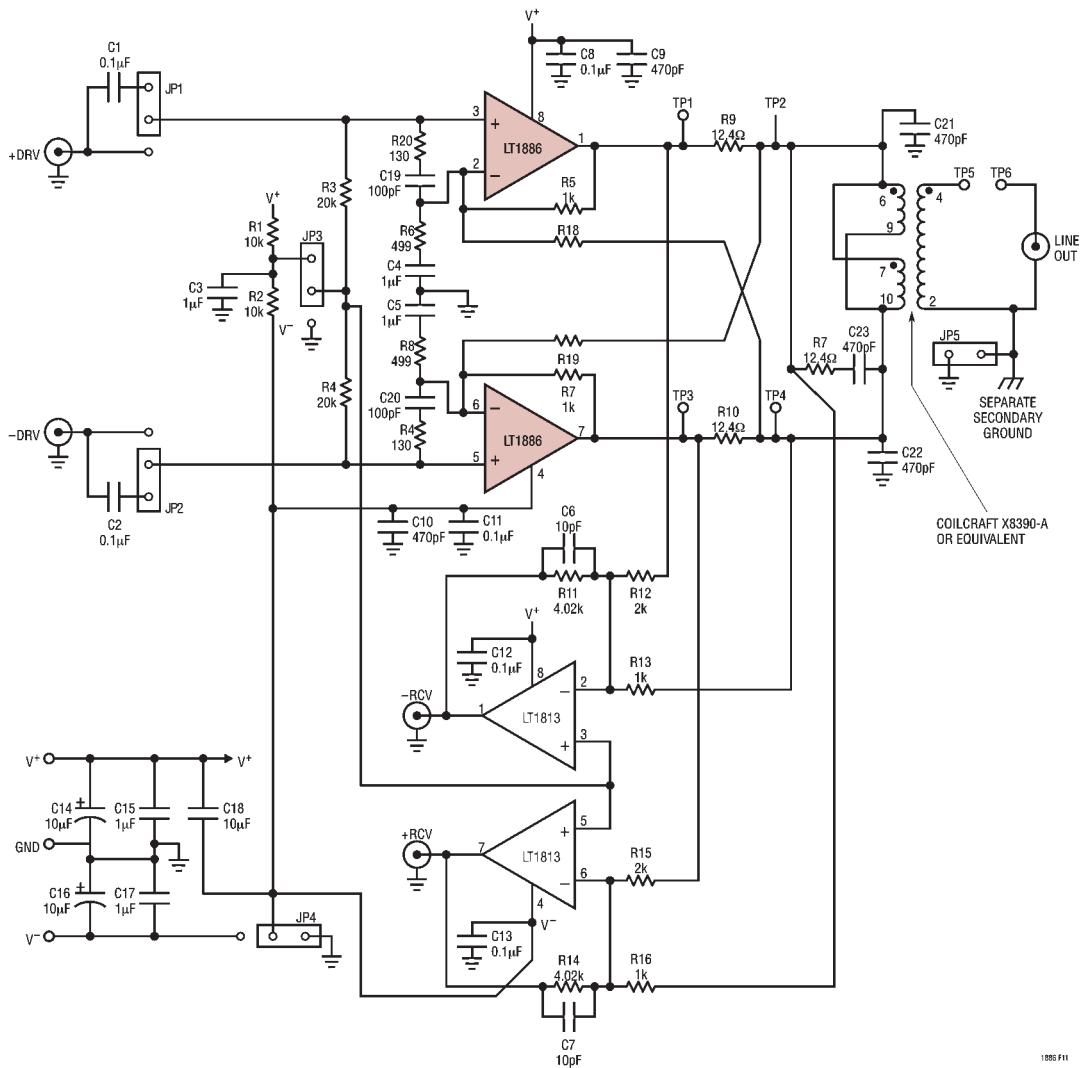 V+
C1
0.1µF
JP1
+DRV
C8
0.1µF
C9
470pF
3
+
8
LT1886
1
2
–
R20
130
C19
100pF
R3
20k
V+
R1
10k
JP3
C3
1µF
R2
10k
V–
R6
499
C4
1µF
C5
1µF
R8
499
R5
1k
R18
TP1
R9
12.4Ω
TP2
C21
470pF
6
9
7
10
4
2
TP5
TP6
LINE
OUT
R7
12.4Ω
C23
470pF
JP5
SEPARATE
SECONDARY
GROUND
R4
20k
C20
100pF
R4
130
R19
R7
1k
6
–
LT1886
7
5
+
4
TP3
R10
12.4Ω
TP4
C22
470pF
COILCRAFT X8390-A
OR EQUIVALENT
–DRV
JP2
C2
0.1µF
C10
470pF
C11
0.1µF
C6
10pF
R11
4.02k
R12
2k
V+
C12
0.1µF
8
2
–
R13
1k
–RCV
1
LT1813
3
+
V+
V+
C14
+
10µF
C15
1µF
C18
10µF
GND
C16
+
10µF
C17
1µF
V–
JP4
+RCV
7
LT1813
5
+
6
–
4
V–
R15
2k
C13
0.1µF
R14
4.02k
R16
1k
C7
10pF
1886 F11